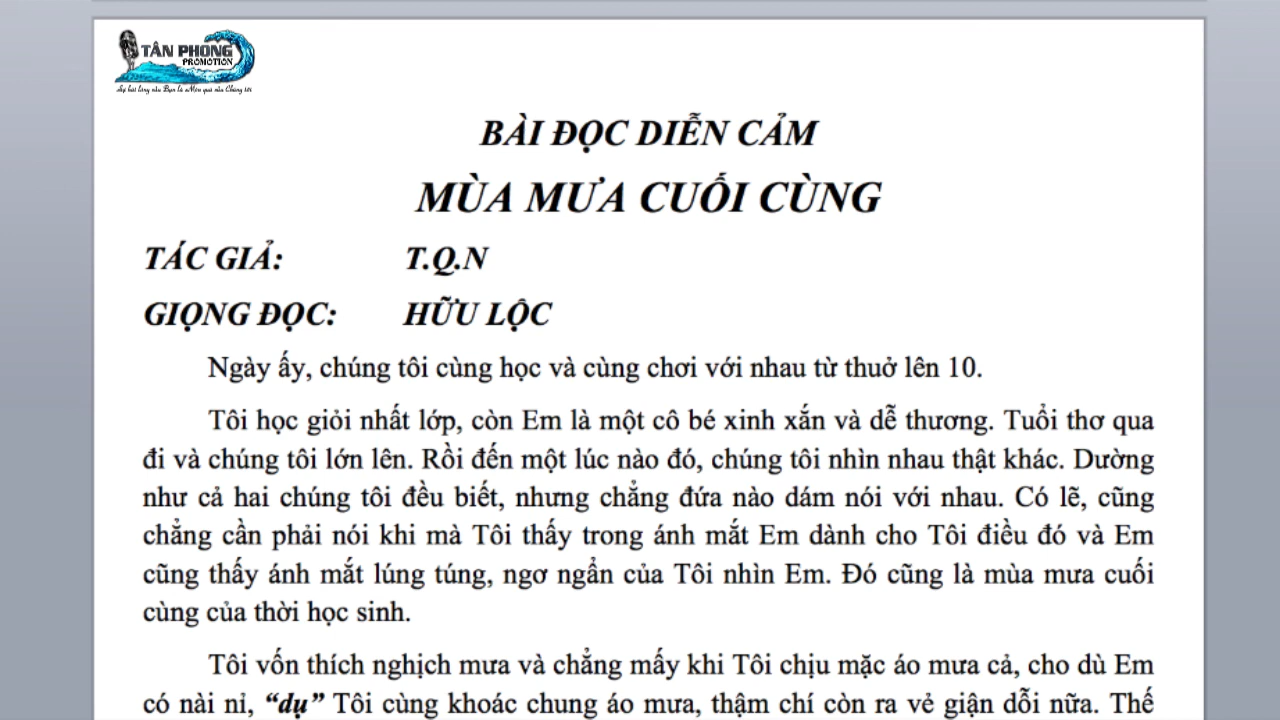 TÂN PHONG
PROMOTION
BÀI ĐỌC DIỄN CẢM
MÙA MƯA CUỐI CÙNG
TÁC GIẢ: T.Q.N
GIỌNG ĐỌC: HỮU LỘC
Ngày ấy, chúng tôi cùng học và cùng chơi với nhau từ thuở lên 10.
Tôi học giỏi nhất lớp, còn Em là một cô bé xinh xắn và dễ thương. Tuổi thơ qua
đi và chúng tôi lớn lên. Rồi đến một lúc nào đó, chúng tôi nhìn nhau thật khác. Dường
như cả hai chúng tôi đều biết, nhưng chẳng đứa nào dám nói với nhau. Có lẽ, cũng
chẳng cần phải nói khi mà Tôi thấy trong ánh mắt Em dành cho Tôi điều đó và Em
cũng thấy ánh mắt lúng túng, ngơ ngẩn của Tôi nhìn Em. Đó cũng là mùa mưa cuối
cùng của thời học sinh.
Tôi vốn thích nghịch mưa và chẳng mấy khi Tôi chịu mặc áo mưa cả, cho dù Em
có nài nỉ, “dụ” Tôi cùng khoác chung áo mưa, thậm chí còn ra vẻ giận dỗi nữa. Thế